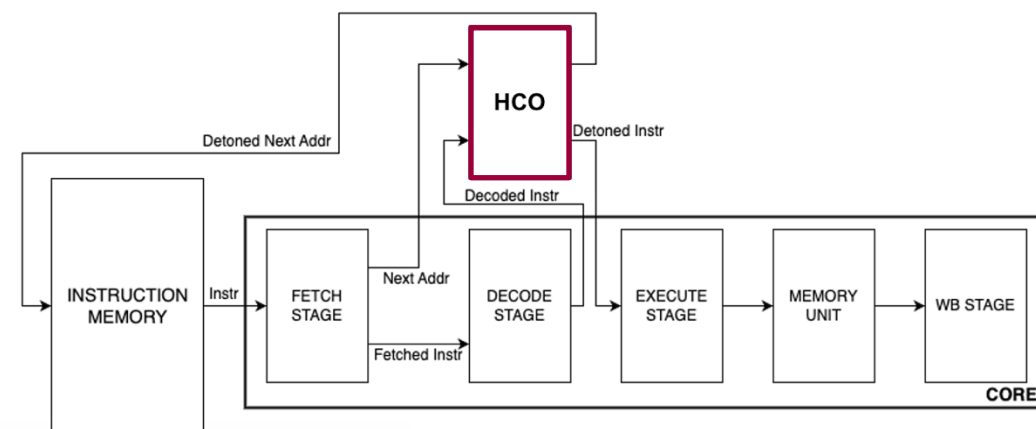 HCO
Detoned Next Addr
Detoned Instr
Decoded Instr
INSTRUCTION
MEMORY
Instr
FETCH
STAGE
Next Addr
Fetched Instr
DECODE
STAGE
EXECUTE
STAGE
MEMORY
UNIT
WB STAGE
CORE